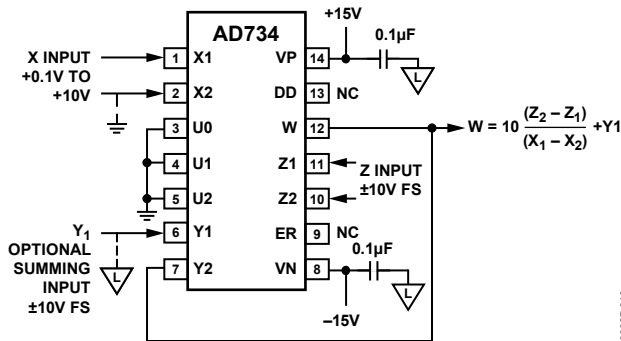 AD734
X INPUT
+0.1V TO
+10V
1 X1
2 X2
3 U0
4 U1
5 U2
6 Y1
7 Y2
Y1
OPTIONAL
SUMMING
INPUT
±10V FS
L
+15V
0.1µF
L
VP 14
DD 13 NC
W 12
W = 10 (Z2 – Z1) / (X1 – X2) +Y1
Z1 11
Z INPUT
±10V FS
Z2 10
ER 9 NC
0.1µF
VN 8
L
–15V